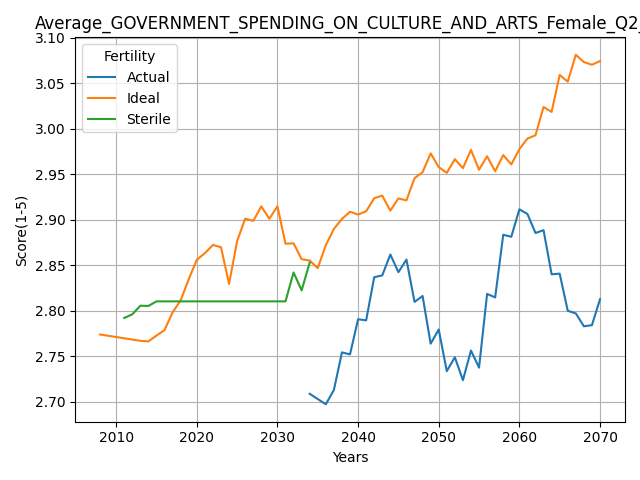 Average_GOVERNMENT_SPENDING_ON_CULTURE_AND_ARTS_Female_Q2_
Fertility
Actual
Ideal
Sterile
Score(1-5)
3.10
3.05
3.00
2.95
2.90
2.85
2.80
2.75
2.70
2010 2020 2030 2040 2050 2060 2070
Years